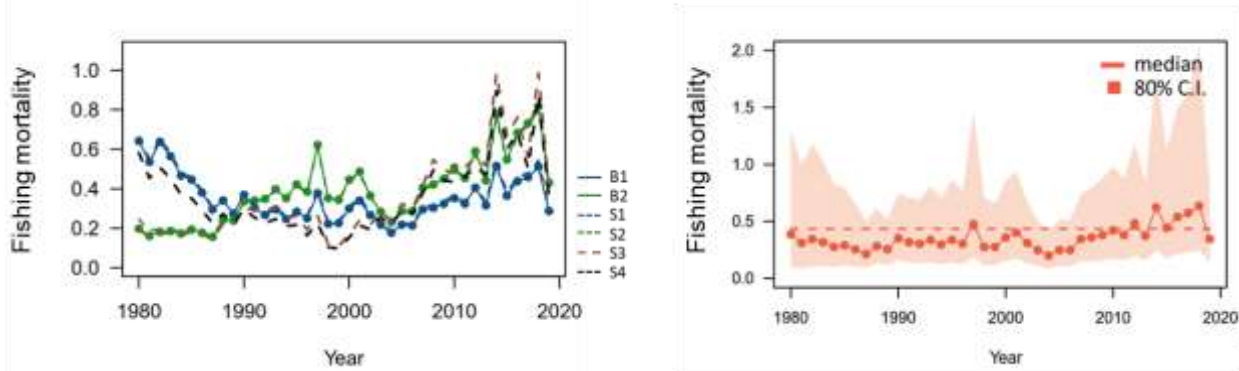 Fishing mortality
1.0
0.8
0.6
0.4
0.2
0.0
1980 1990 2000 2010 2020
Year
B1
B2
S1
S2
S3
S4
Fishing mortality
2.0
1.5
1.0
0.5
0.0
median
80% C.I.
1980 1990 2000 2010 2020
Year